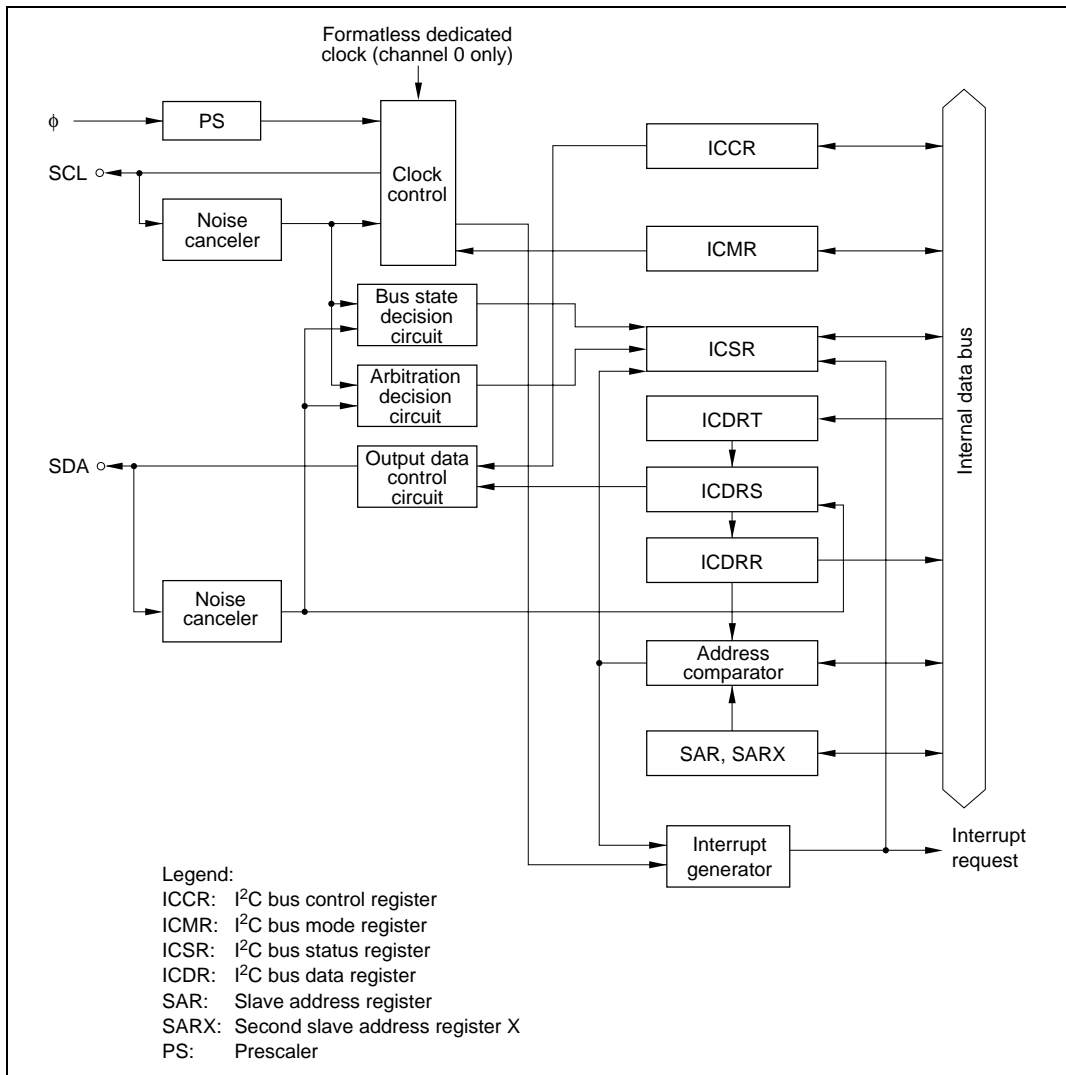 Formatless dedicated
clock (channel 0 only)
ϕ
PS
SCL
Clock
control
Noise
canceler
ICCR
ICMR
Bus state
decision
circuit
ICSR
Arbitration
decision
circuit
ICDRT
SDA
Output data
control
circuit
ICDRS
ICDRR
Noise
canceler
Address
comparator
SAR, SARX
Internal data bus
Interrupt
generator
Interrupt
request
Legend:
ICCR: I²C bus control register
ICMR: I²C bus mode register
ICSR: I²C bus status register
ICDR: I²C bus data register
SAR: Slave address register
SARX: Second slave address register X
PS: Prescaler